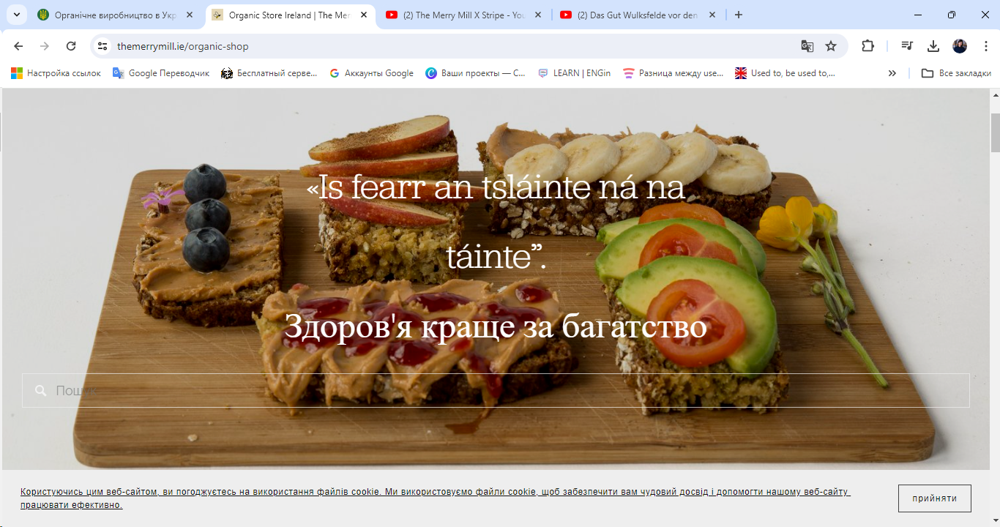 Органічне виробництво в Укр
Organic Store Ireland | The Mer
(2) The Merry Mill X Stripe - You
(2) Das Gut Wulksfelde vor den
themerrymill.ie/organic-shop
Настройка ссылок
Google Переводчик
Бесплатный серве...
Аккаунты Google
Ваши проекты — С...
LEARN | ENGin
Разница между use...
Used to, be used to,...
Все закладки
«Is fearr an tsláinte ná na
táinte”.
Здоров'я краще за багатство
Пошук
Користуючись цим веб-сайтом, ви погоджуєтесь на використання файлів cookie. Ми використовуємо файли cookie, щоб забезпечити вам чудовий досвід і допомогти нашому веб-сайту
працювати ефективно.
прийняти